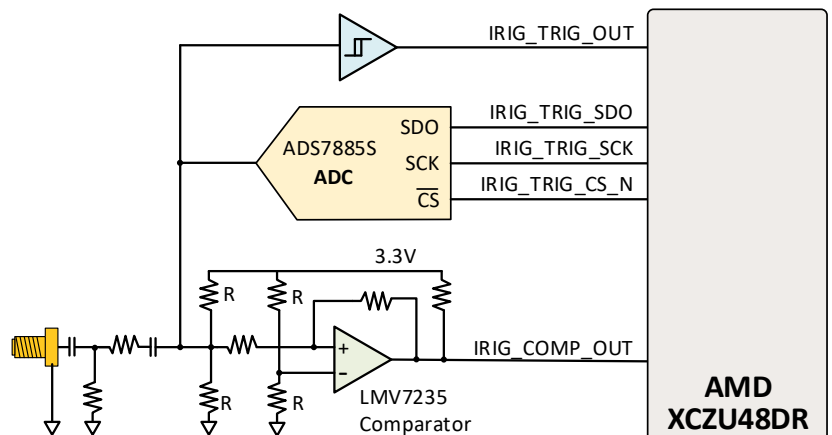 IRIG_TRIG_OUT
SDO
IRIG_TRIG_SDO
ADS7885S
ADC
SCK
IRIG_TRIG_SCK
CS
IRIG_TRIG_CS_N
3.3V
R
R
+
IRIG_COMP_OUT
–
R
R
LMV7235
Comparator
AMD
XCZU48DR